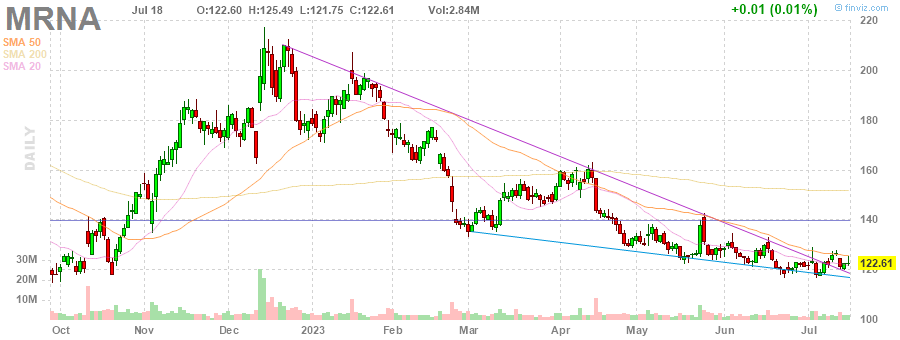 MRNA Jul 18 O:122.60 H:125.49 L:121.75 C:122.61 Vol:2.84M +0.01 (0.01%) © finviz.com
SMA 50
SMA 200
SMA 20
DAILY
220
200
180
160
140
122.61
120
100
30M
20M
10M
Oct Nov Dec 2023 Feb Mar Apr May Jun Jul